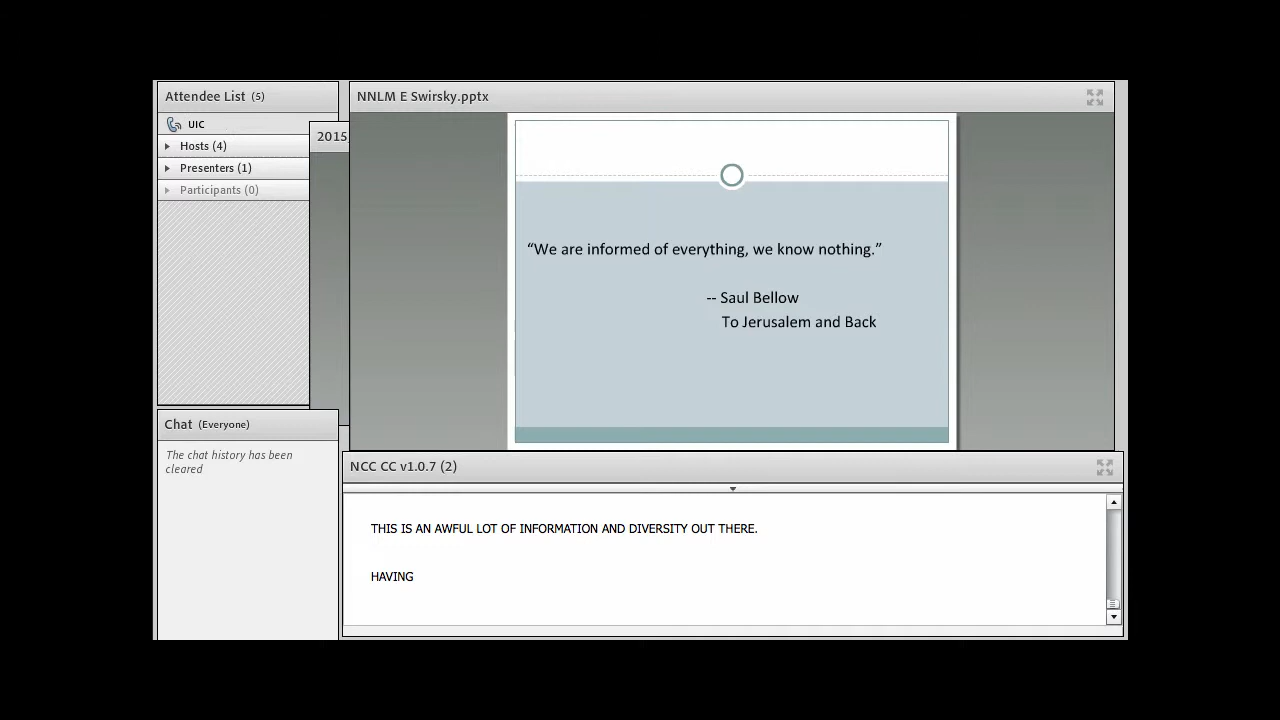 Attendee List (5)
UIC
Hosts (4)
Presenters (1)
Participants (0)
2015
Chat (Everyone)
The chat history has been
cleared
NNLM E Swirsky.pptx
“We are informed of everything, we know nothing.”
-- Saul Bellow
To Jerusalem and Back
NCC CC v1.0.7 (2)
THIS IS AN AWFUL LOT OF INFORMATION AND DIVERSITY OUT THERE.
HAVING